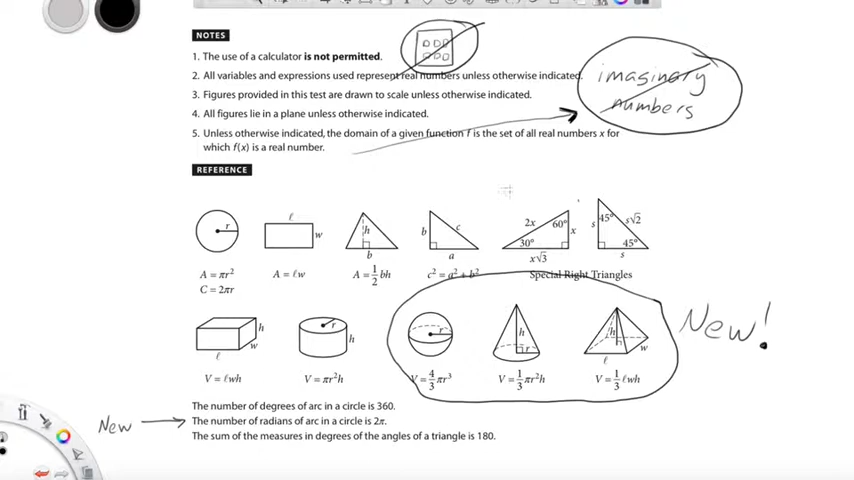 NOTES
1. The use of a calculator is not permitted.
2. All variables and expressions used represent real numbers unless otherwise indicated.
imaginary
numbers
3. Figures provided in this test are drawn to scale unless otherwise indicated.
4. All figures lie in a plane unless otherwise indicated.
5. Unless otherwise indicated, the domain of a given function f is the set of all real numbers x for
which f(x) is a real number.
REFERENCE
r
ℓ
w
h
b
b
c
a
2x
60°
x
30°
x√3
s
45°
s√2
45°
s
A = πr²
C = 2πr
A = ℓw
A = 1/2 bh
c² = a² + b²
Special Right Triangles
h
w
ℓ
r
h
r
h
r
h
w
ℓ
New!
V = ℓwh
V = πr²h
V = 4/3 πr³
V = 1/3 πr²h
V = 1/3 ℓwh
The number of degrees of arc in a circle is 360.
New
The number of radians of arc in a circle is 2π.
The sum of the measures in degrees of the angles of a triangle is 180.